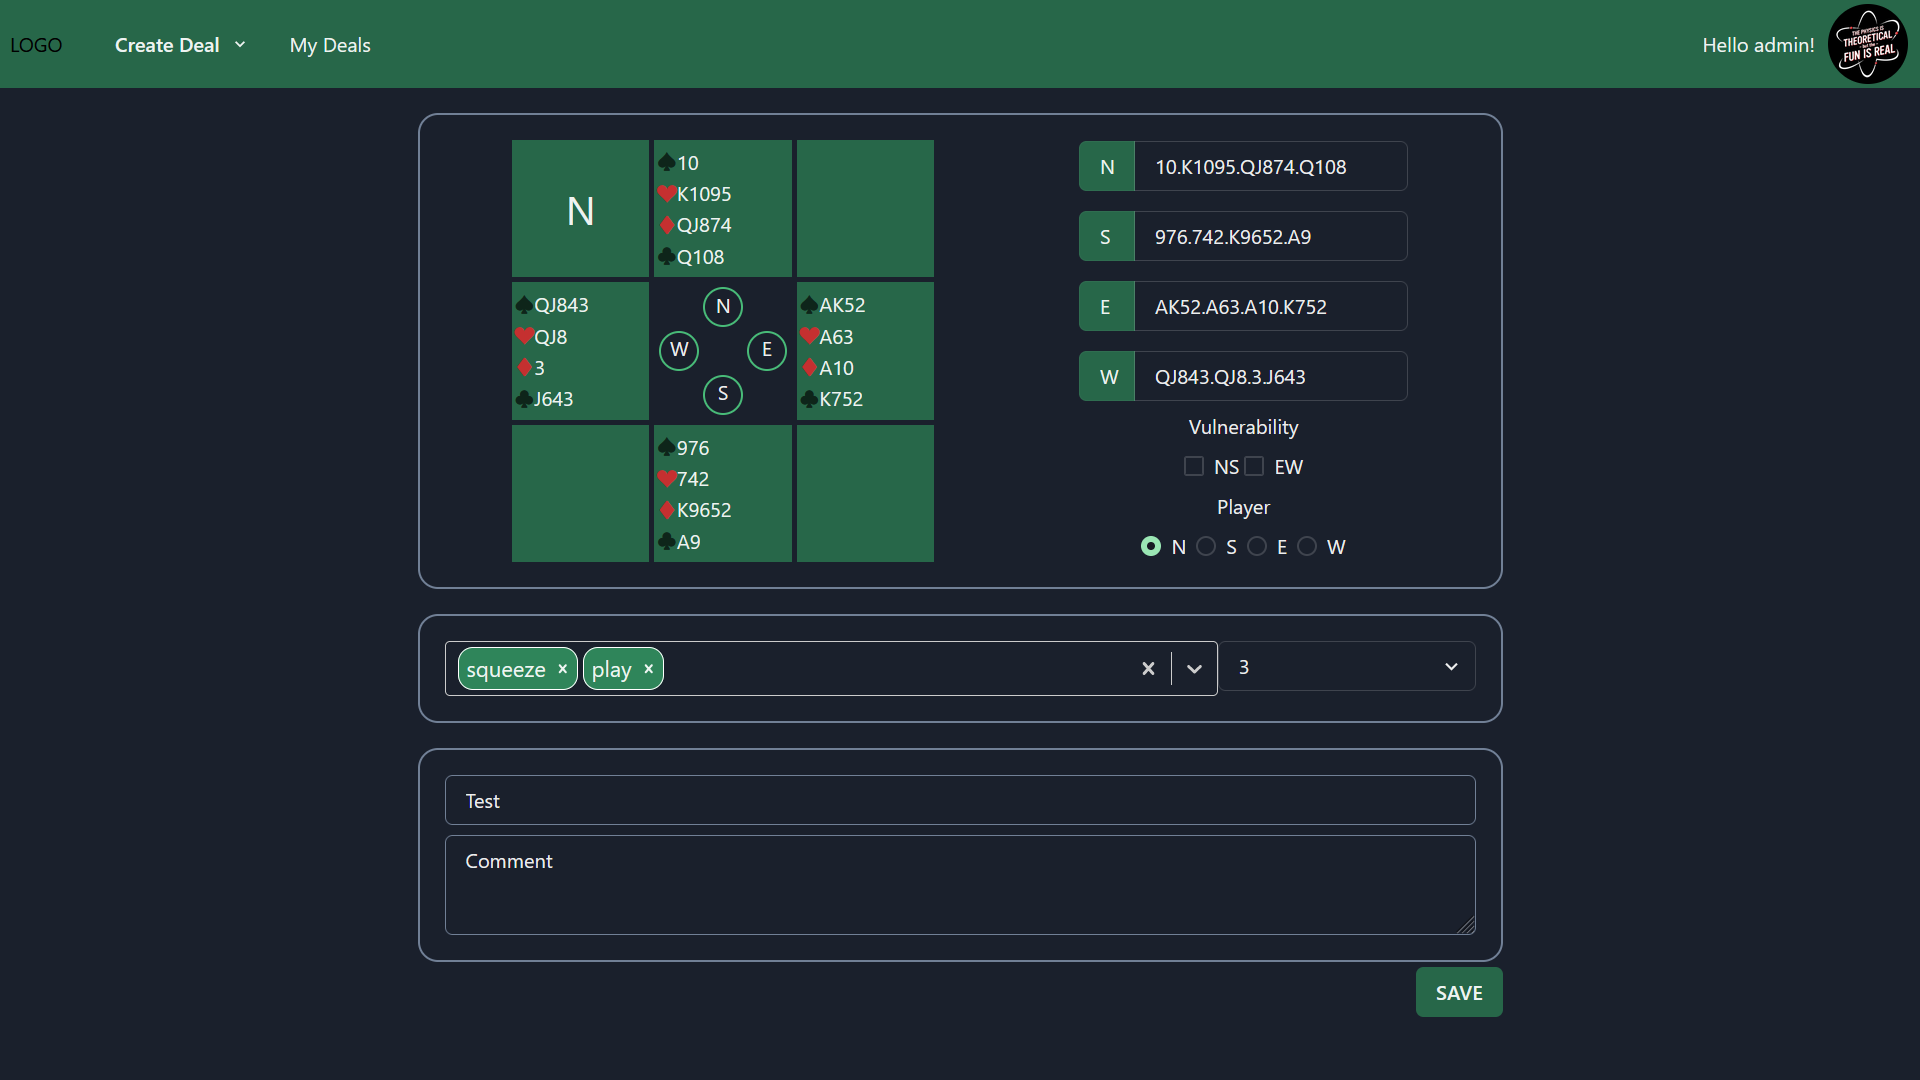 LOGO
Create Deal
My Deals
Hello admin!
THE PHYSICS IS
THEORETICAL
FUN IS REAL
N
10
K1095
QJ874
Q108
QJ843
QJ8
3
J643
N
W
E
S
AK52
A63
A10
K752
976
742
K9652
A9
N
10.K1095.QJ874.Q108
S
976.742.K9652.A9
E
AK52.A63.A10.K752
W
QJ843.QJ8.3.J643
Vulnerability
NS EW
Player
N S E W
squeeze × play ×
3
Test
Comment
SAVE